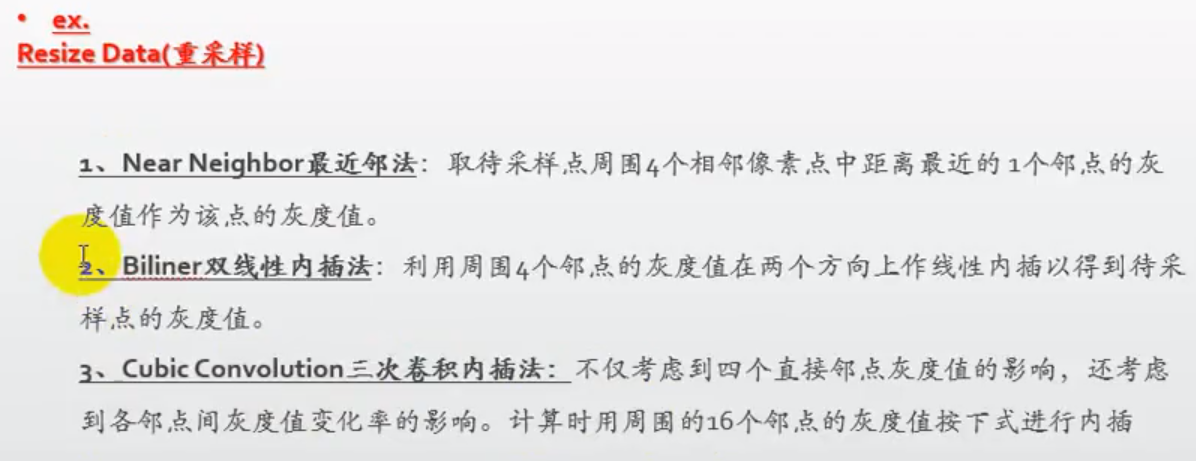 • ex.
Resize Data(重采样)
1、Near Neighbor最近邻法：取待采样点周围4个相邻像素点中距离最近的1个邻点的灰
度值作为该点的灰度值。
2、Biliner双线性内插法：利用周围4个邻点的灰度值在两个方向上作线性内插以得到待采
样点的灰度值。
3、Cubic Convolution三次卷积内插法：不仅考虑到四个直接邻点灰度值的影响，还考虑
到各邻点间灰度值变化率的影响。计算时用周围的16个邻点的灰度值按下式进行内插